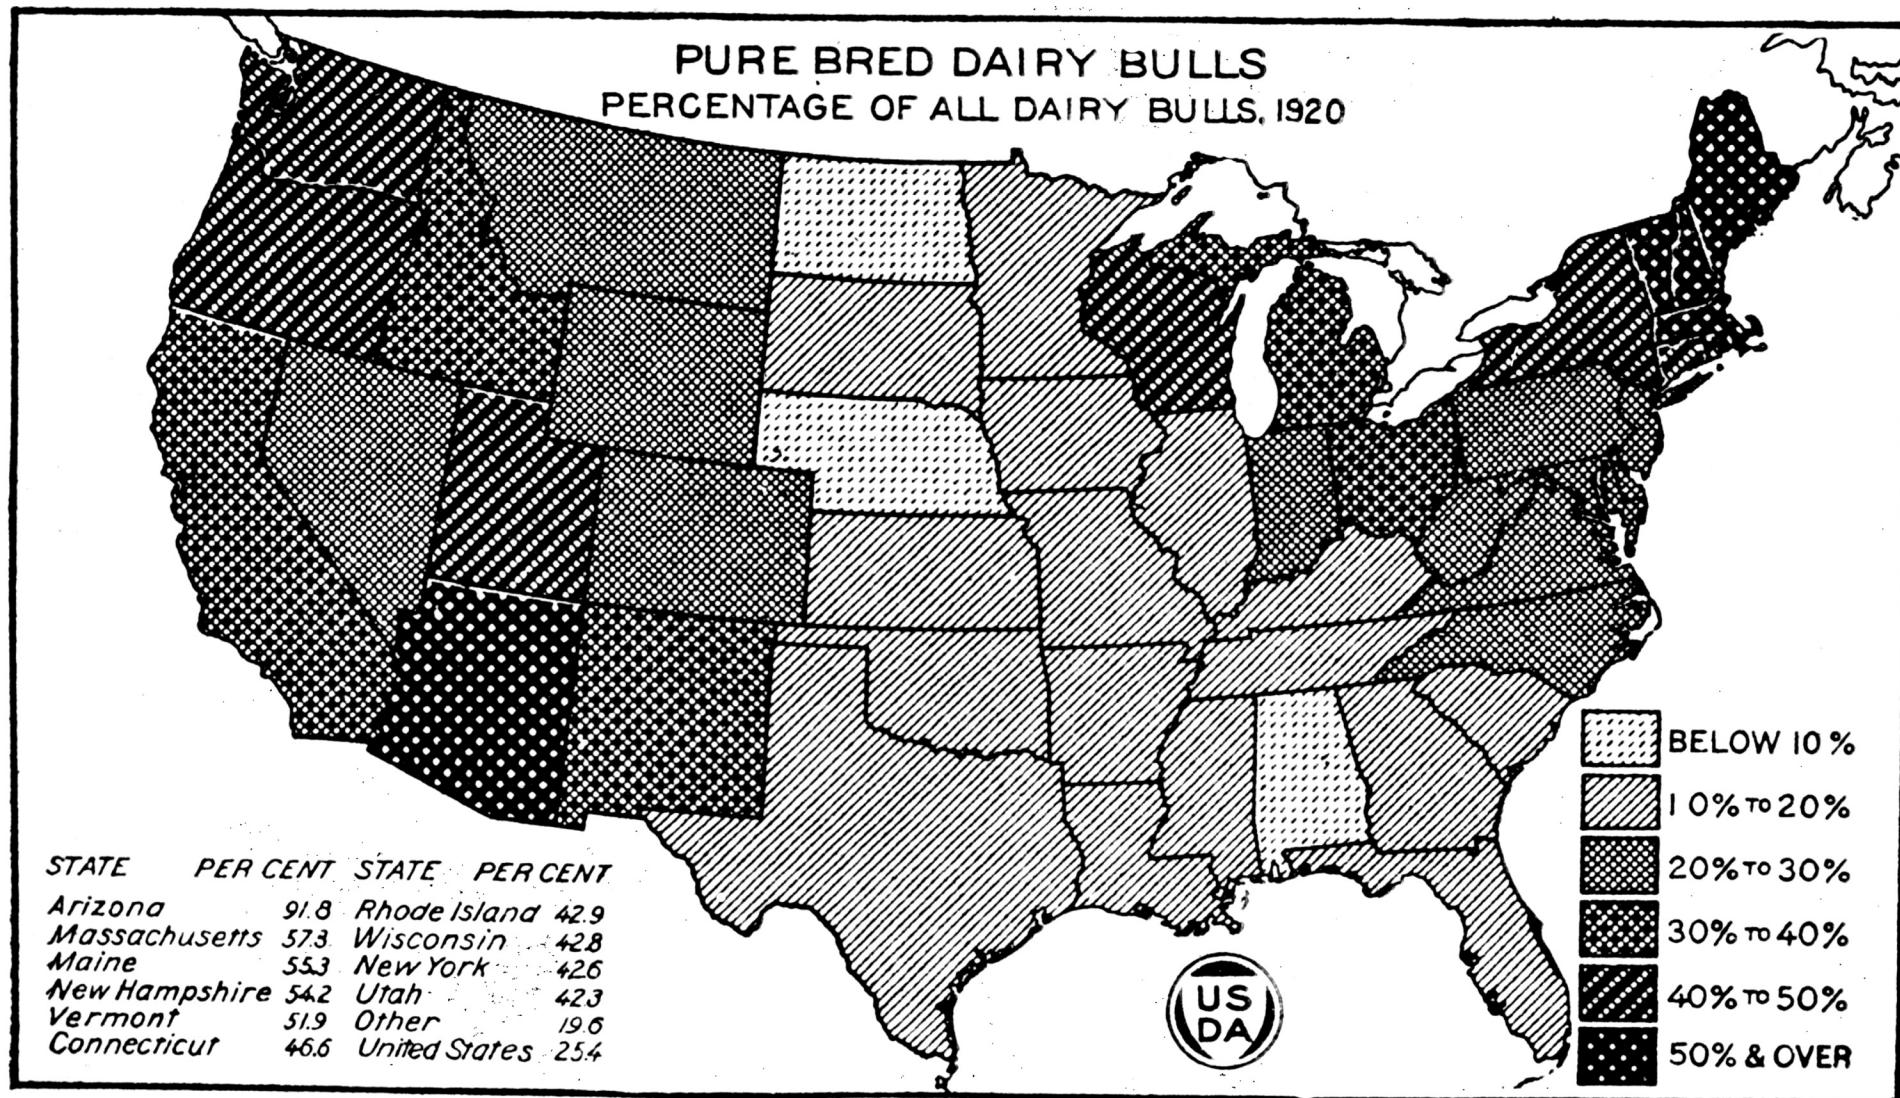 PURE BRED DAIRY BULLS
PERCENTAGE OF ALL DAIRY BULLS, 1920
BELOW 10%
10% TO 20%
20% TO 30%
30% TO 40%
40% TO 50%
50% & OVER
STATE PER CENT STATE PER CENT
Arizona 91.8 Rhode Island 42.9
Massachusetts 57.3 Wisconsin 42.8
Maine 55.3 New York 42.6
New Hampshire 54.2 Utah 42.3
Vermont 51.9 Other 19.6
Connecticut 46.6 United States 25.4
US
DA